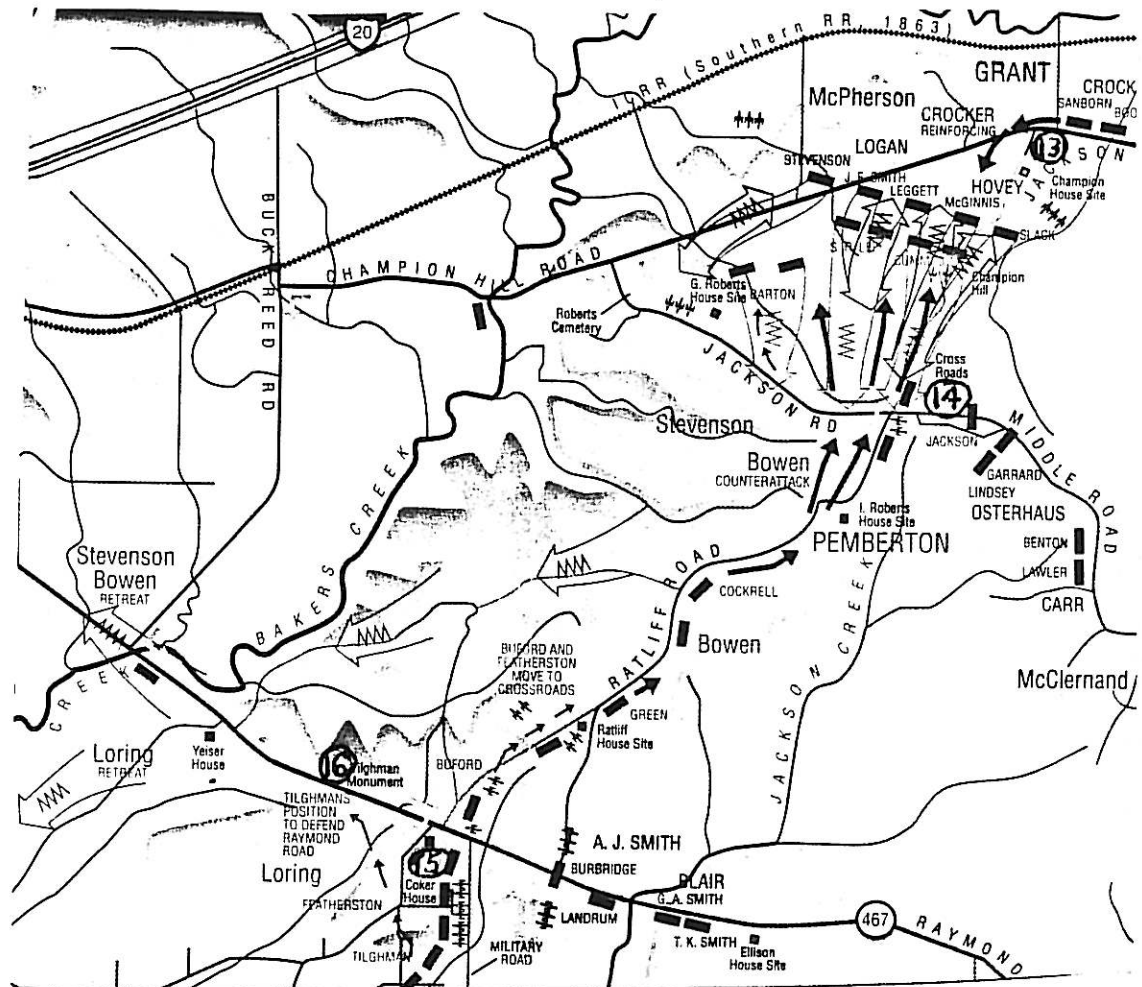 20
ICRR (Southern RR, 1863)
GRANT
McPherson
CROCK
SANBORN
CROCKER
REINFORCING
13
LOGAN
STEVENSON
J. E. SMITH
LEGGETT
McGINNIS
HOVEY
JACKSON
Champion
House Site
SLACK
Champion
Hill
BUCK REED RD
CHAMPION HILL ROAD
G. Roberts
House Site
BARTON
Roberts
Cemetery
JACKSON RD
Cross
Roads
14
MIDDLE ROAD
Stevenson
JACKSON
GARRARD
LINDSEY
OSTERHAUS
Bowen
COUNTERATTACK
I. Roberts
House Site
PEMBERTON
BENTON
LAWLER
CARR
McClernand
Stevenson
Bowen
RETREAT
BAKERS CREEK
CREEK
RATLIFF ROAD
COCKRELL
Bowen
JACKSON CREEK
BUFORD AND
FEATHERSTON
MOVE TO
CROSSROADS
GREEN
Ratliff
House Site
BUFORD
Loring
RETREAT
Yeiser
House
16
Tilghman
Monument
TILGHMANS
POSITION
TO DEFEND
RAYMOND
ROAD
Loring
FEATHERSTON
TILGHMAN
15
Coker
House
A. J. SMITH
BURBRIDGE
BLAIR
G. A. SMITH
LANDRUM
T. K. SMITH
Ellison
House Site
MILITARY
ROAD
467
RAYMOND